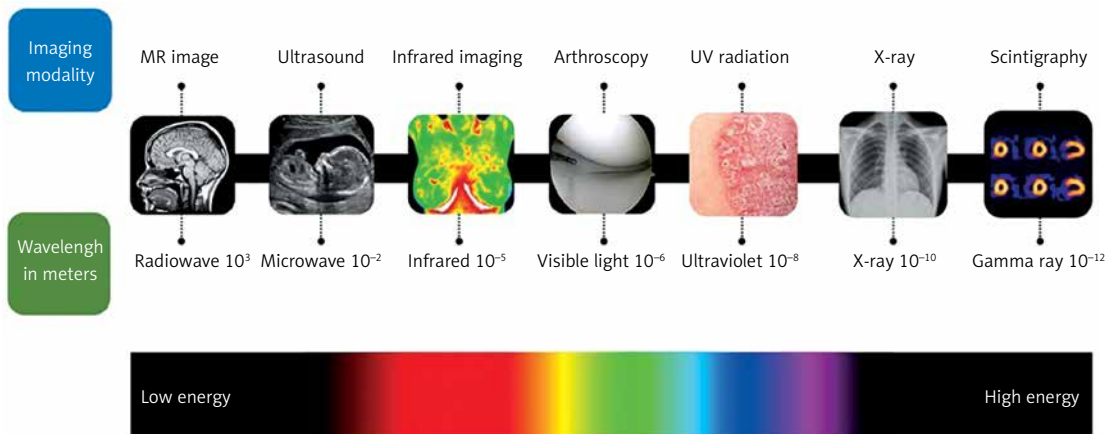 Imaging
modality
MR image
Ultrasound
Infrared imaging
Arthroscopy
UV radiation
X-ray
Scintigraphy
Wavelengh
in meters
Radiowave 10³
Microwave 10⁻²
Infrared 10⁻⁵
Visible light 10⁻⁶
Ultraviolet 10⁻⁸
X-ray 10⁻¹⁰
Gamma ray 10⁻¹²
Low energy
High energy